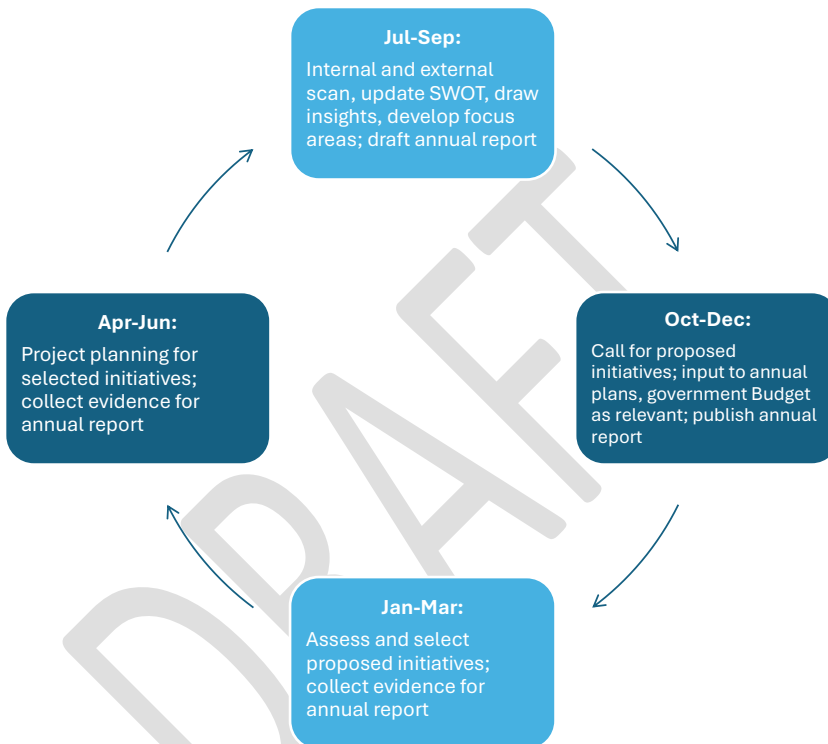 Jul-Sep:
Internal and external
scan, update SWOT, draw
insights, develop focus
areas; draft annual report
Apr-Jun:
Project planning for
selected initiatives;
collect evidence for
annual report
Oct-Dec:
Call for proposed
initiatives; input to annual
plans, government Budget
as relevant; publish annual
report
Jan-Mar:
Assess and select
proposed initiatives;
collect evidence for
annual report
DRAFT